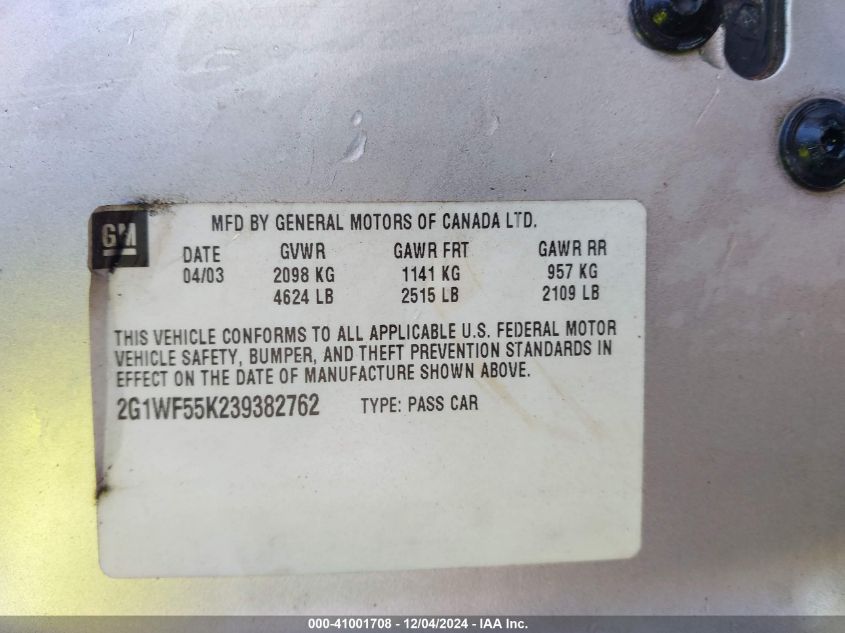 GM
MFD BY GENERAL MOTORS OF CANADA LTD.
DATE GVWR GAWR FRT GAWR RR
04/03 2098 KG 1141 KG 957 KG
4624 LB 2515 LB 2109 LB
THIS VEHICLE CONFORMS TO ALL APPLICABLE U.S. FEDERAL MOTOR
VEHICLE SAFETY, BUMPER, AND THEFT PREVENTION STANDARDS IN
EFFECT ON THE DATE OF MANUFACTURE SHOWN ABOVE.
2G1WF55K239382762 TYPE: PASS CAR
000-41001708 - 12/04/2024 - IAA Inc.